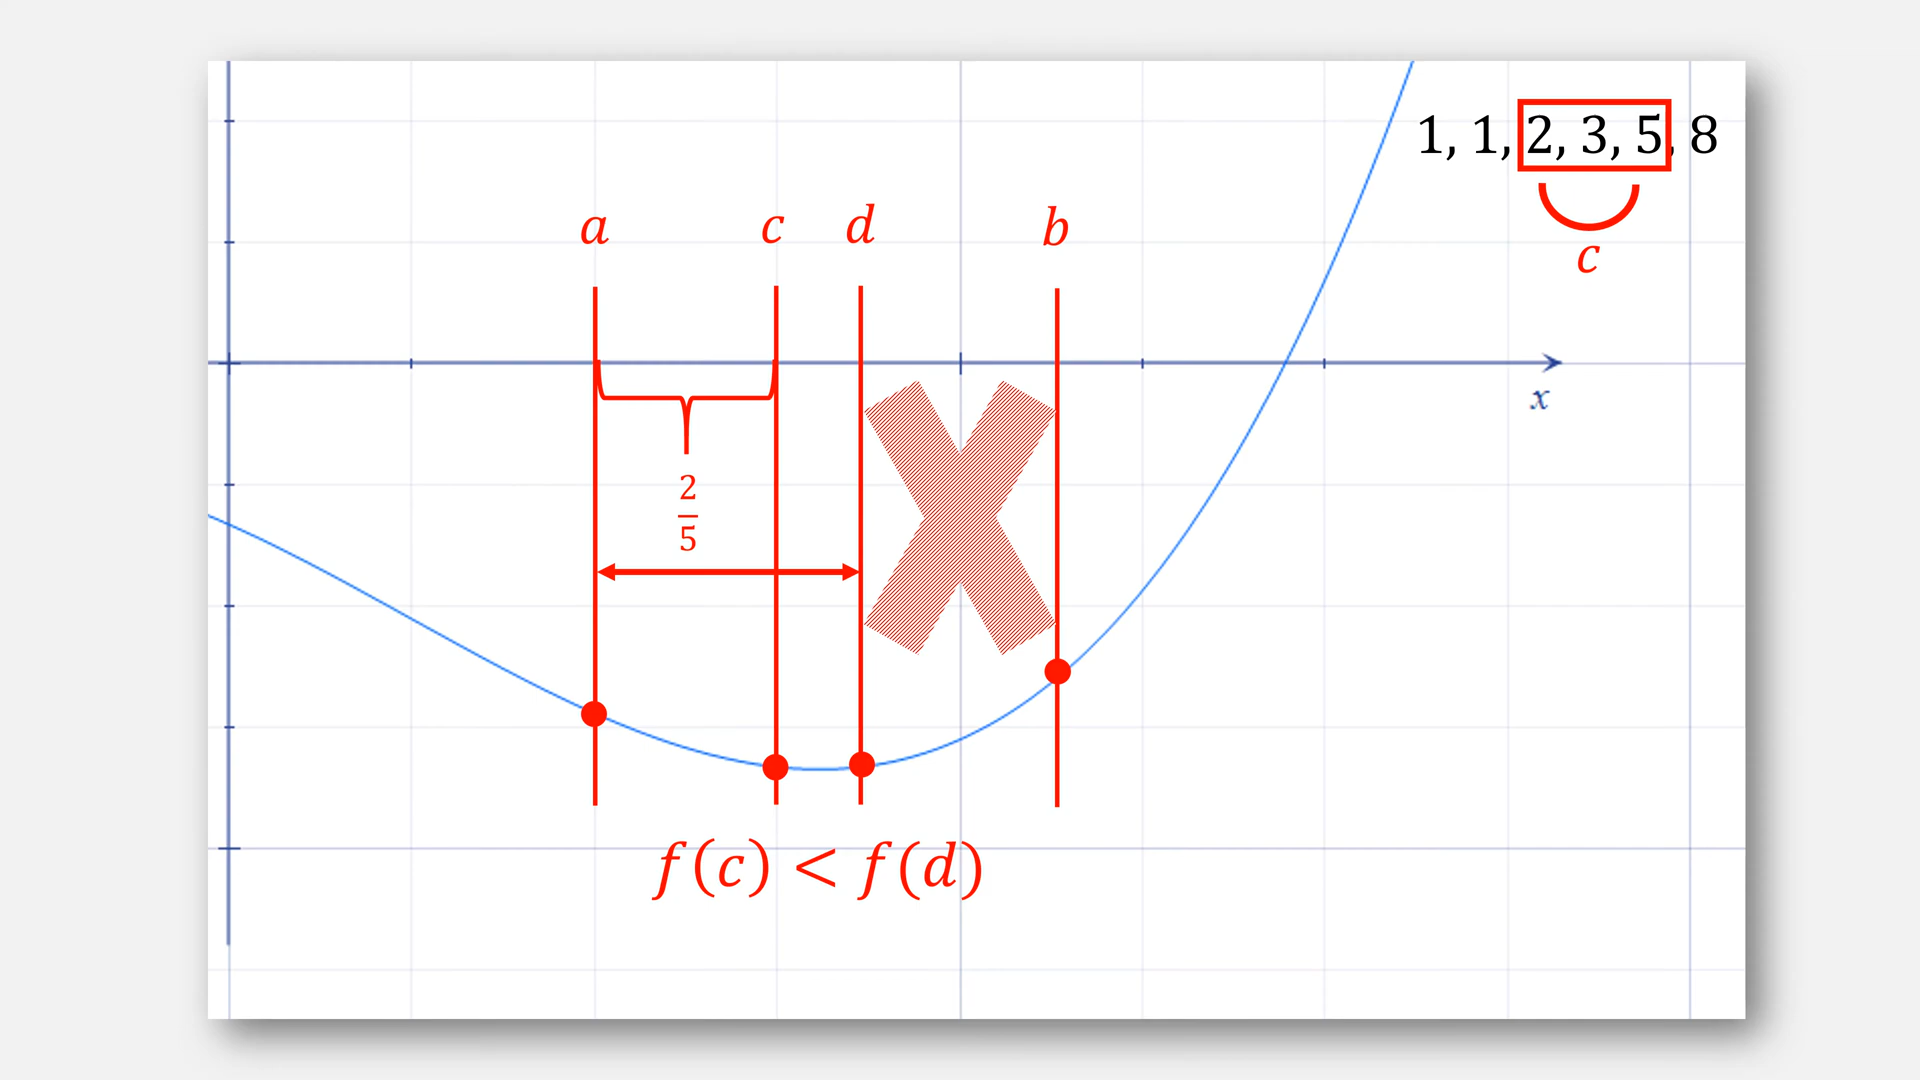 1, 1, 2, 3, 5, 8
c
a c d b
x
2
5
f(c) < f(d)